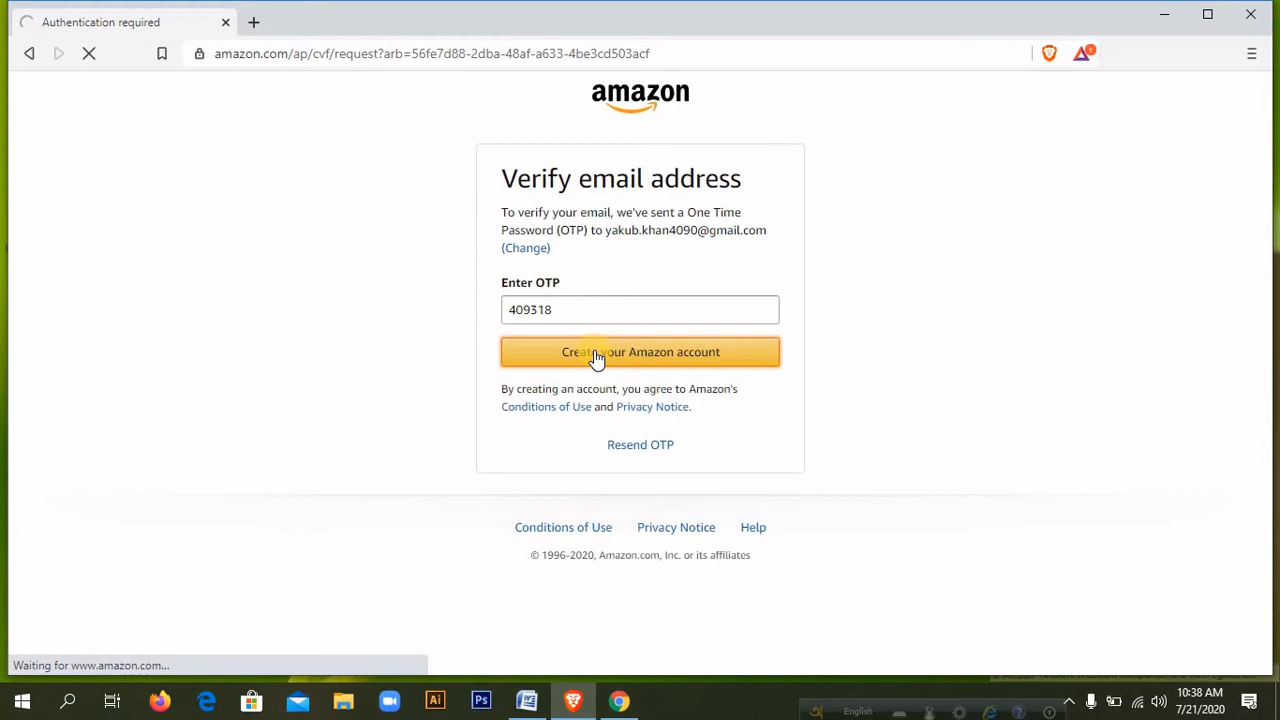 Authentication required
amazon.com/ap/cvf/request?arb=56fe7d88-2dba-48af-a633-4be3cd503acf
1
amazon
Verify email address
To verify your email, we've sent a One Time
Password (OTP) to yakub.khan4090@gmail.com
(Change)
Enter OTP
409318
Create your Amazon account
By creating an account, you agree to Amazon's
Conditions of Use and Privacy Notice.
Resend OTP
Conditions of Use Privacy Notice Help
© 1996-2020, Amazon.com, Inc. or its affiliates
Waiting for www.amazon.com...
Ai Ps W
English
10:38 AM
7/21/2020